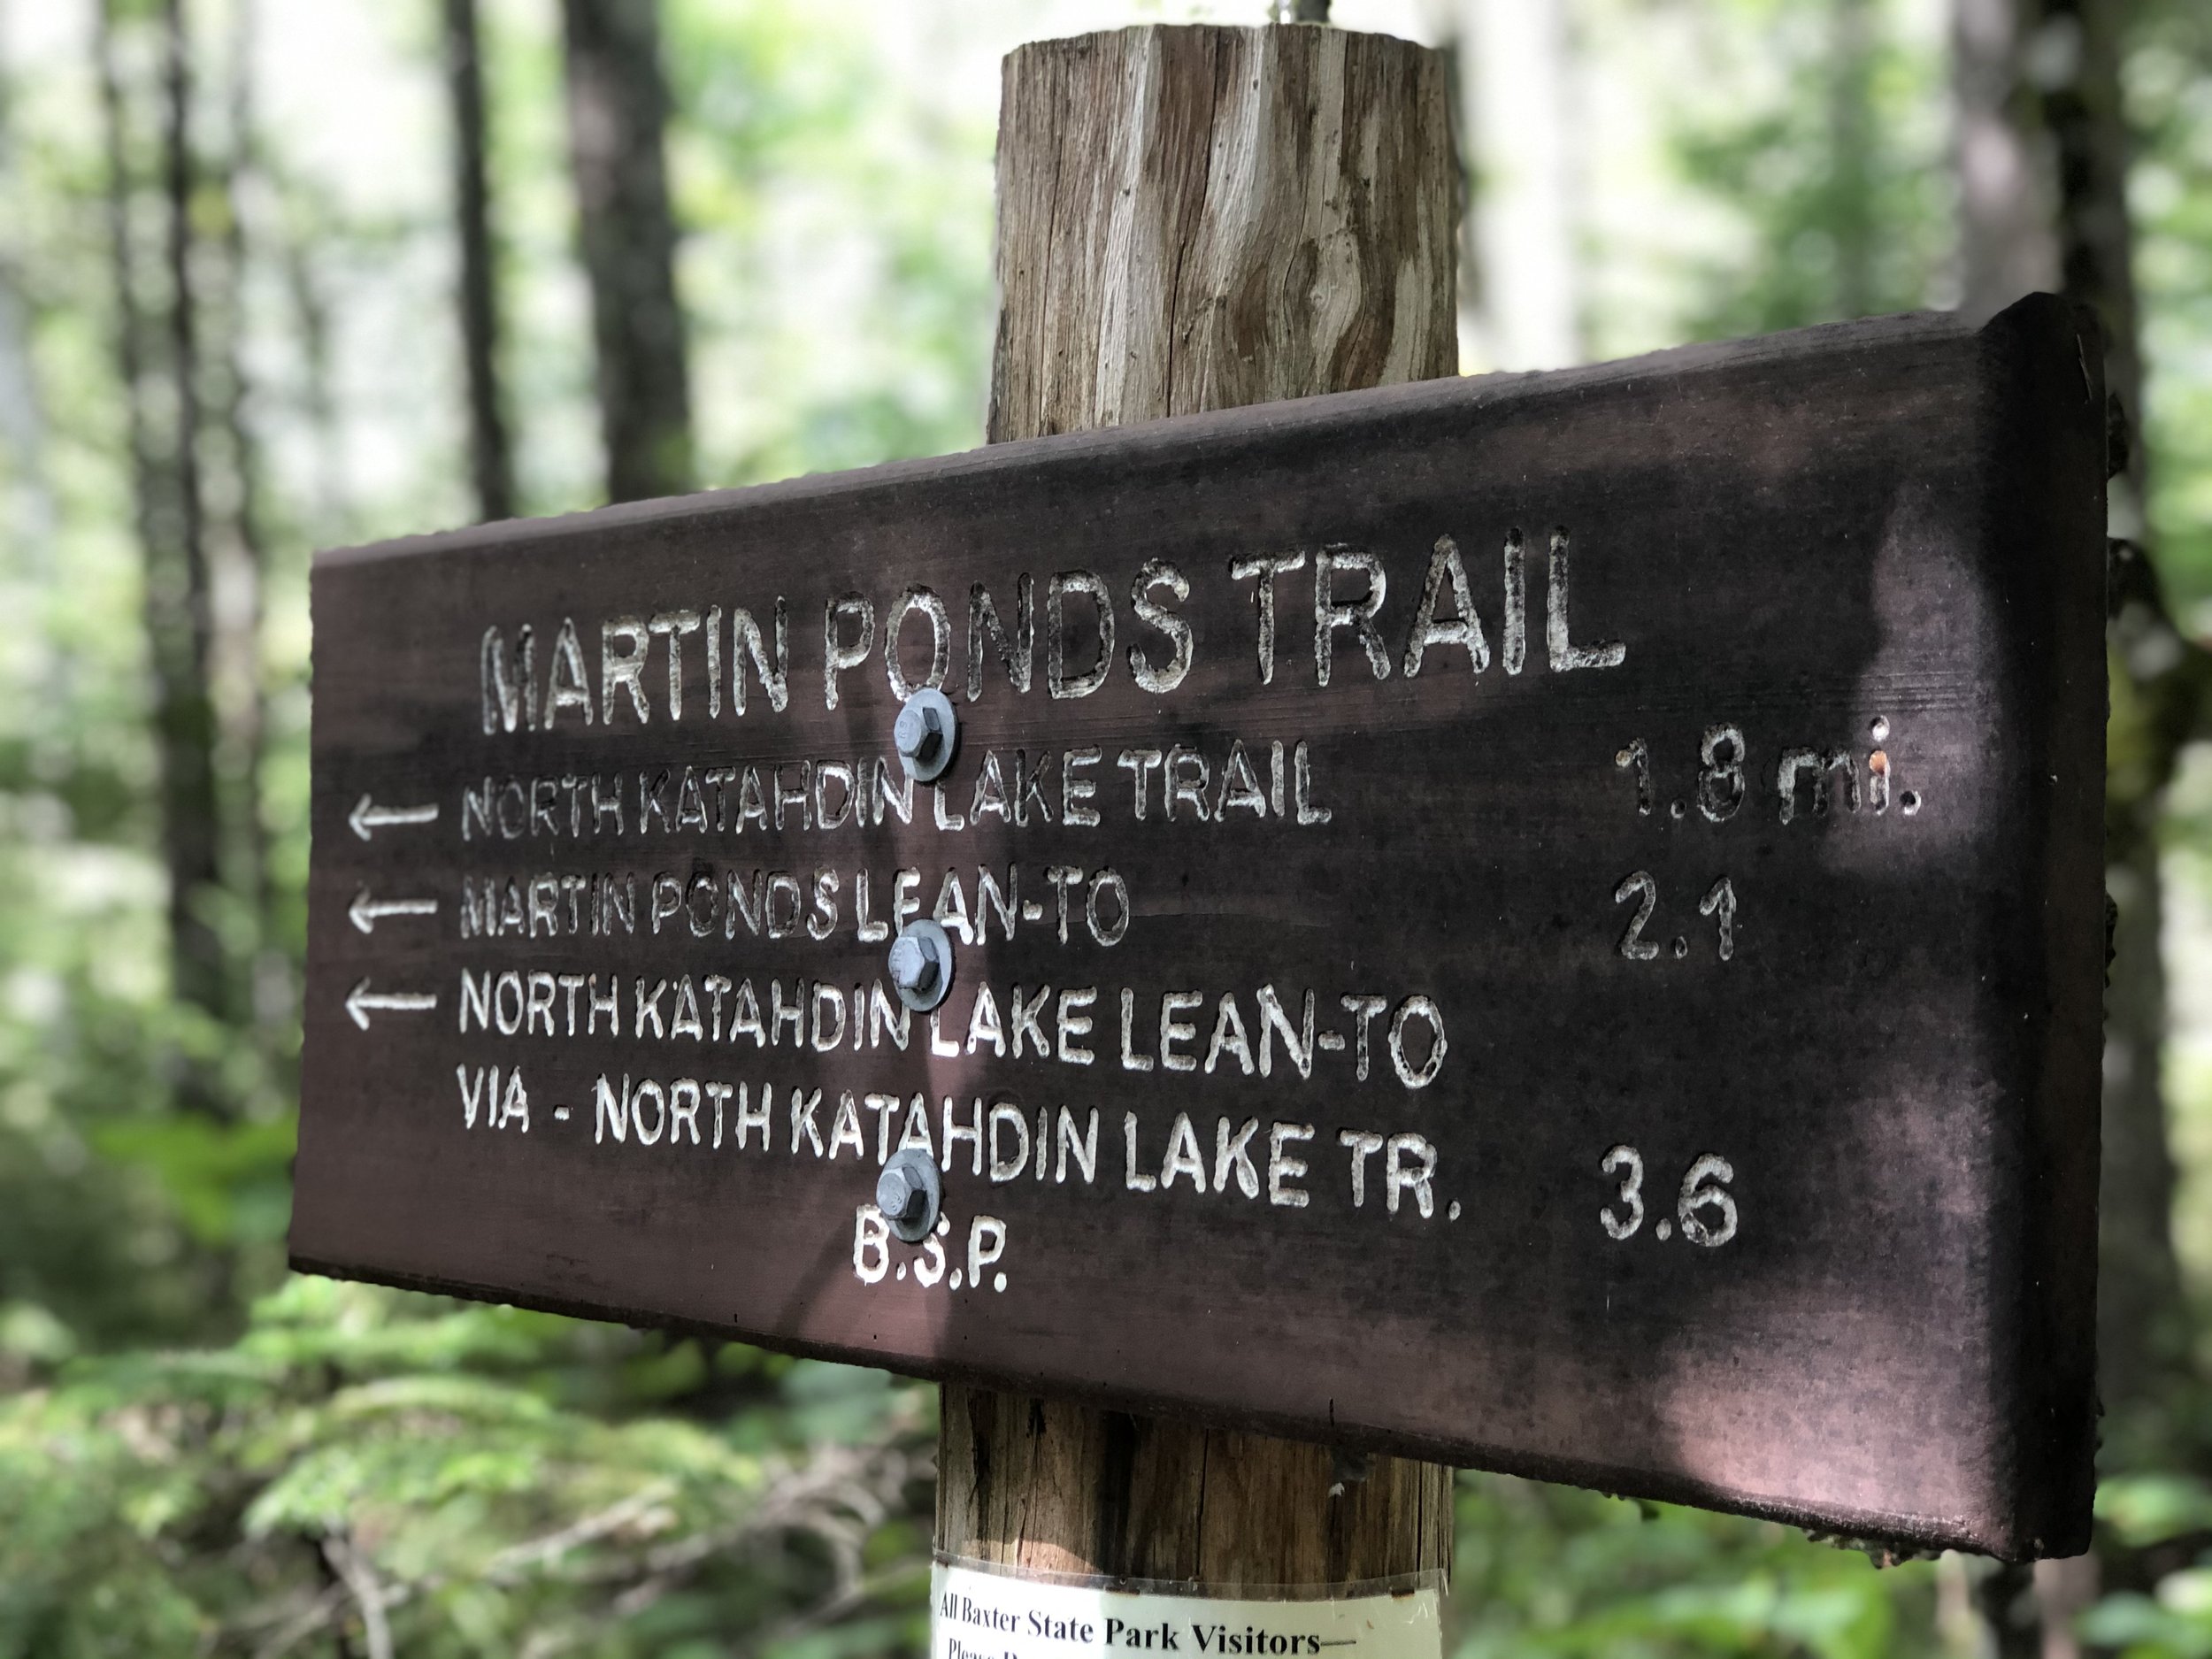 MARTIN PONDS TRAIL
← NORTH KATAHDIN LAKE TRAIL 1.8 mi.
← MARTIN PONDS LEAN-TO 2.1
← NORTH KATAHDIN LAKE LEAN-TO
VIA - NORTH KATAHDIN LAKE TR. 3.6
B.S.P.
All Baxter State Park Visitors—
Please